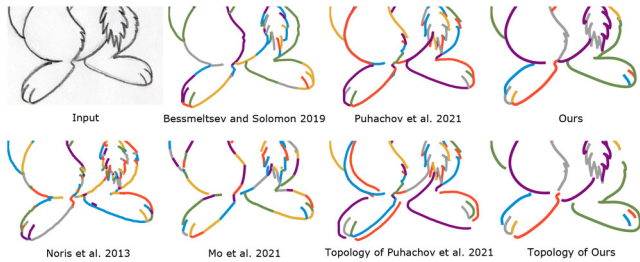 Input
Bessmeltsev and Solomon 2019
Puhachov et al. 2021
Ours
Noris et al. 2013
Mo et al. 2021
Topology of Puhachov et al. 2021
Topology of Ours